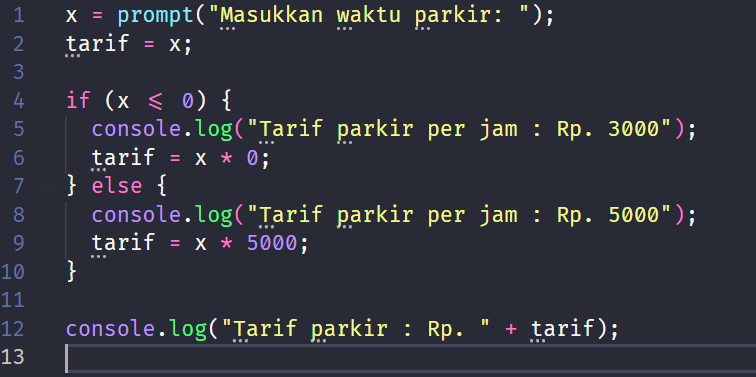 1 x = prompt("Masukkan waktu parkir: ");
2 tarif = x;
3
4 if (x <= 0) {
5 console.log("Tarif parkir per jam : Rp. 3000");
6 tarif = x * 0;
7 } else {
8 console.log("Tarif parkir per jam : Rp. 5000");
9 tarif = x * 5000;
10 }
11
12 console.log("Tarif parkir : Rp. " + tarif);
13